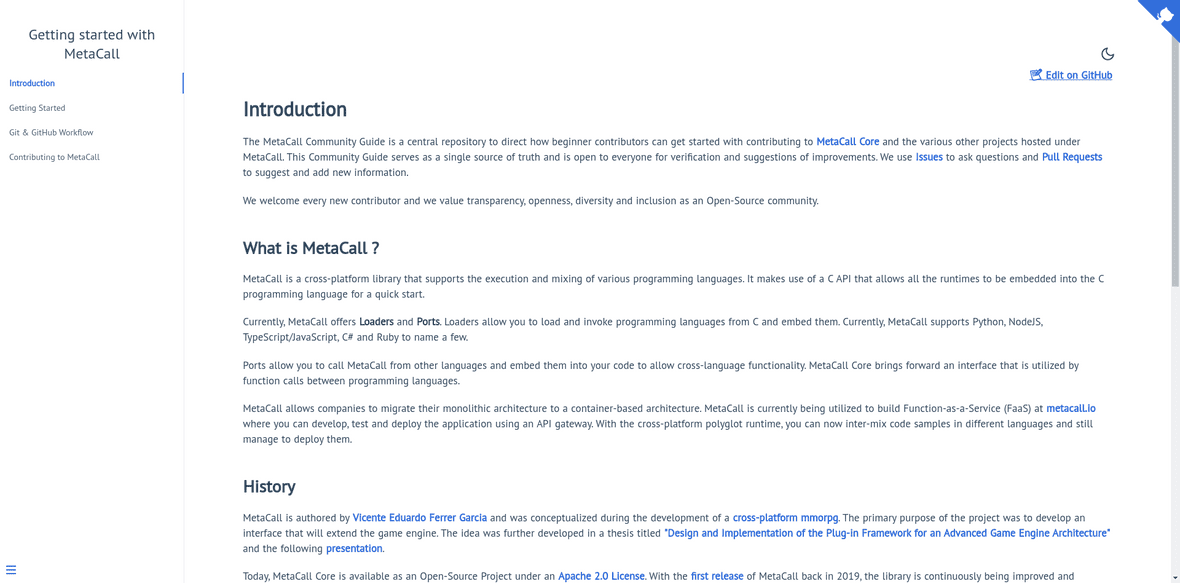 Getting started with
MetaCall
Introduction
Getting Started
Git & GitHub Workflow
Contributing to MetaCall
Edit on GitHub
Introduction
The MetaCall Community Guide is a central repository to direct how beginner contributors can get started with contributing to MetaCall Core and the various other projects hosted under
MetaCall. This Community Guide serves as a single source of truth and is open to everyone for verification and suggestions of improvements. We use Issues to ask questions and Pull Requests
to suggest and add new information.
We welcome every new contributor and we value transparency, openness, diversity and inclusion as an Open-Source community.
What is MetaCall ?
MetaCall is a cross-platform library that supports the execution and mixing of various programming languages. It makes use of a C API that allows all the runtimes to be embedded into the C
programming language for a quick start.
Currently, MetaCall offers Loaders and Ports. Loaders allow you to load and invoke programming languages from C and embed them. Currently, MetaCall supports Python, NodeJS,
TypeScript/JavaScript, C# and Ruby to name a few.
Ports allow you to call MetaCall from other languages and embed them into your code to allow cross-language functionality. MetaCall Core brings forward an interface that is utilized by
function calls between programming languages.
MetaCall allows companies to migrate their monolithic architecture to a container-based architecture. MetaCall is currently being utilized to build Function-as-a-Service (FaaS) at metacall.io
where you can develop, test and deploy the application using an API gateway. With the cross-platform polyglot runtime, you can now inter-mix code samples in different languages and still
manage to deploy them.
History
MetaCall is authored by Vicente Eduardo Ferrer Garcia and was conceptualized during the development of a cross-platform mmorpg. The primary purpose of the project was to develop an
interface that will extend the game engine. The idea was further developed in a thesis titled "Design and Implementation of the Plug-in Framework for an Advanced Game Engine Architecture"
and the following presentation.
Today, MetaCall Core is available as an Open-Source Project under an Apache 2.0 License. With the first release of MetaCall back in 2019, the library is continuously being improved and